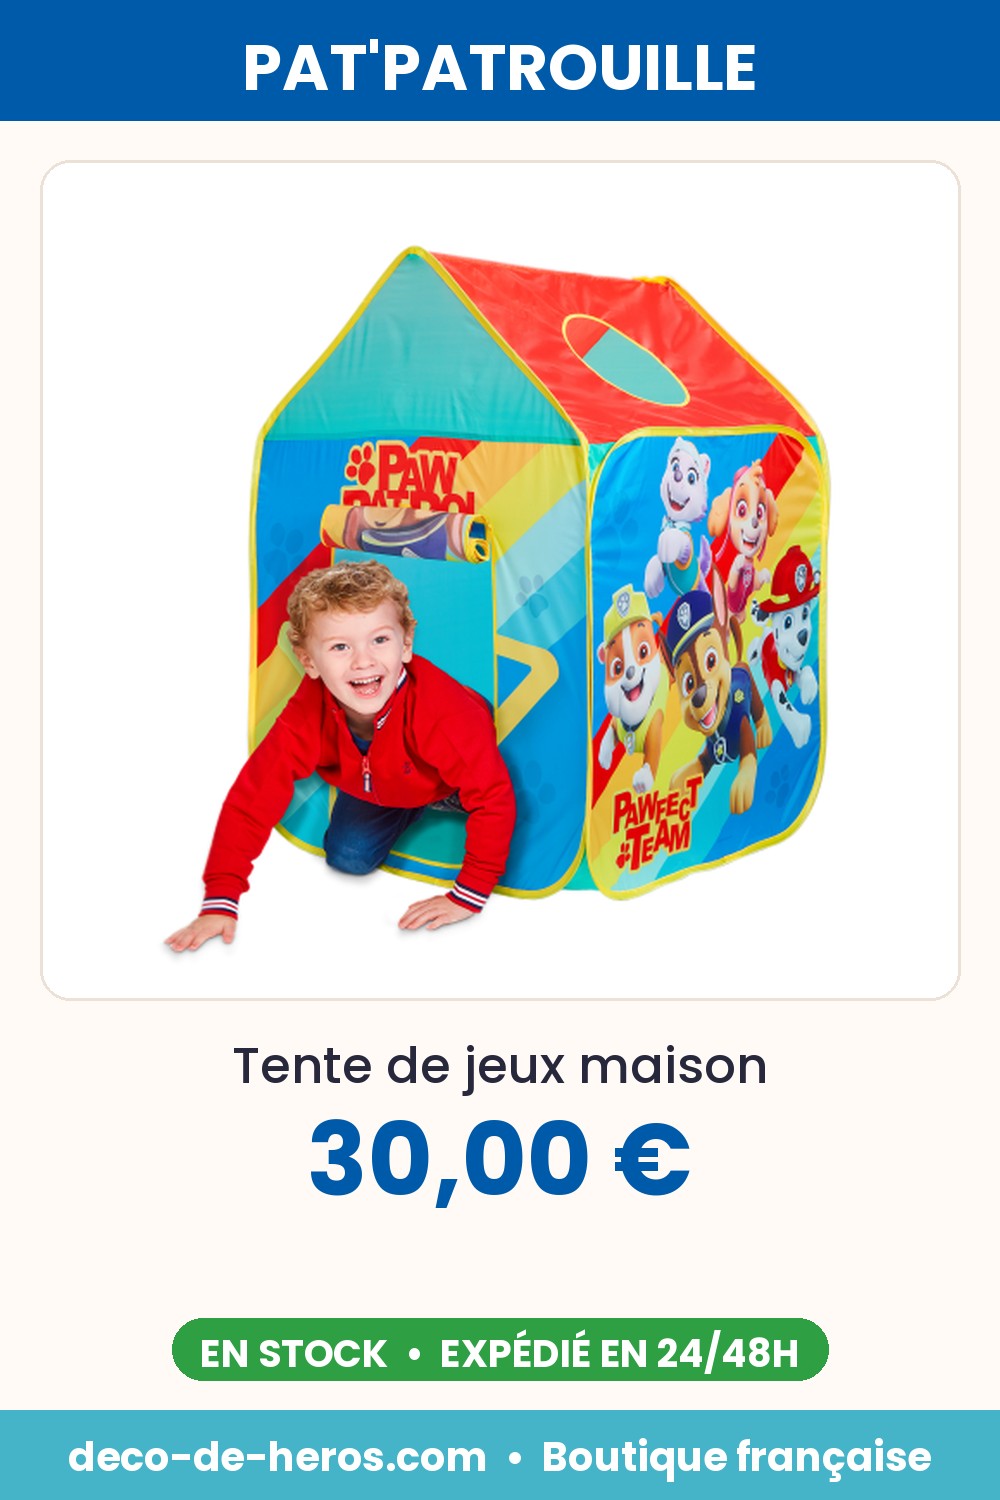 PAT'PATROUILLE
PAW
PATROL
PAWFECT
TEAM
Tente de jeux maison
30,00 €
EN STOCK • EXPÉDIÉ EN 24/48H
deco-de-heros.com • Boutique française